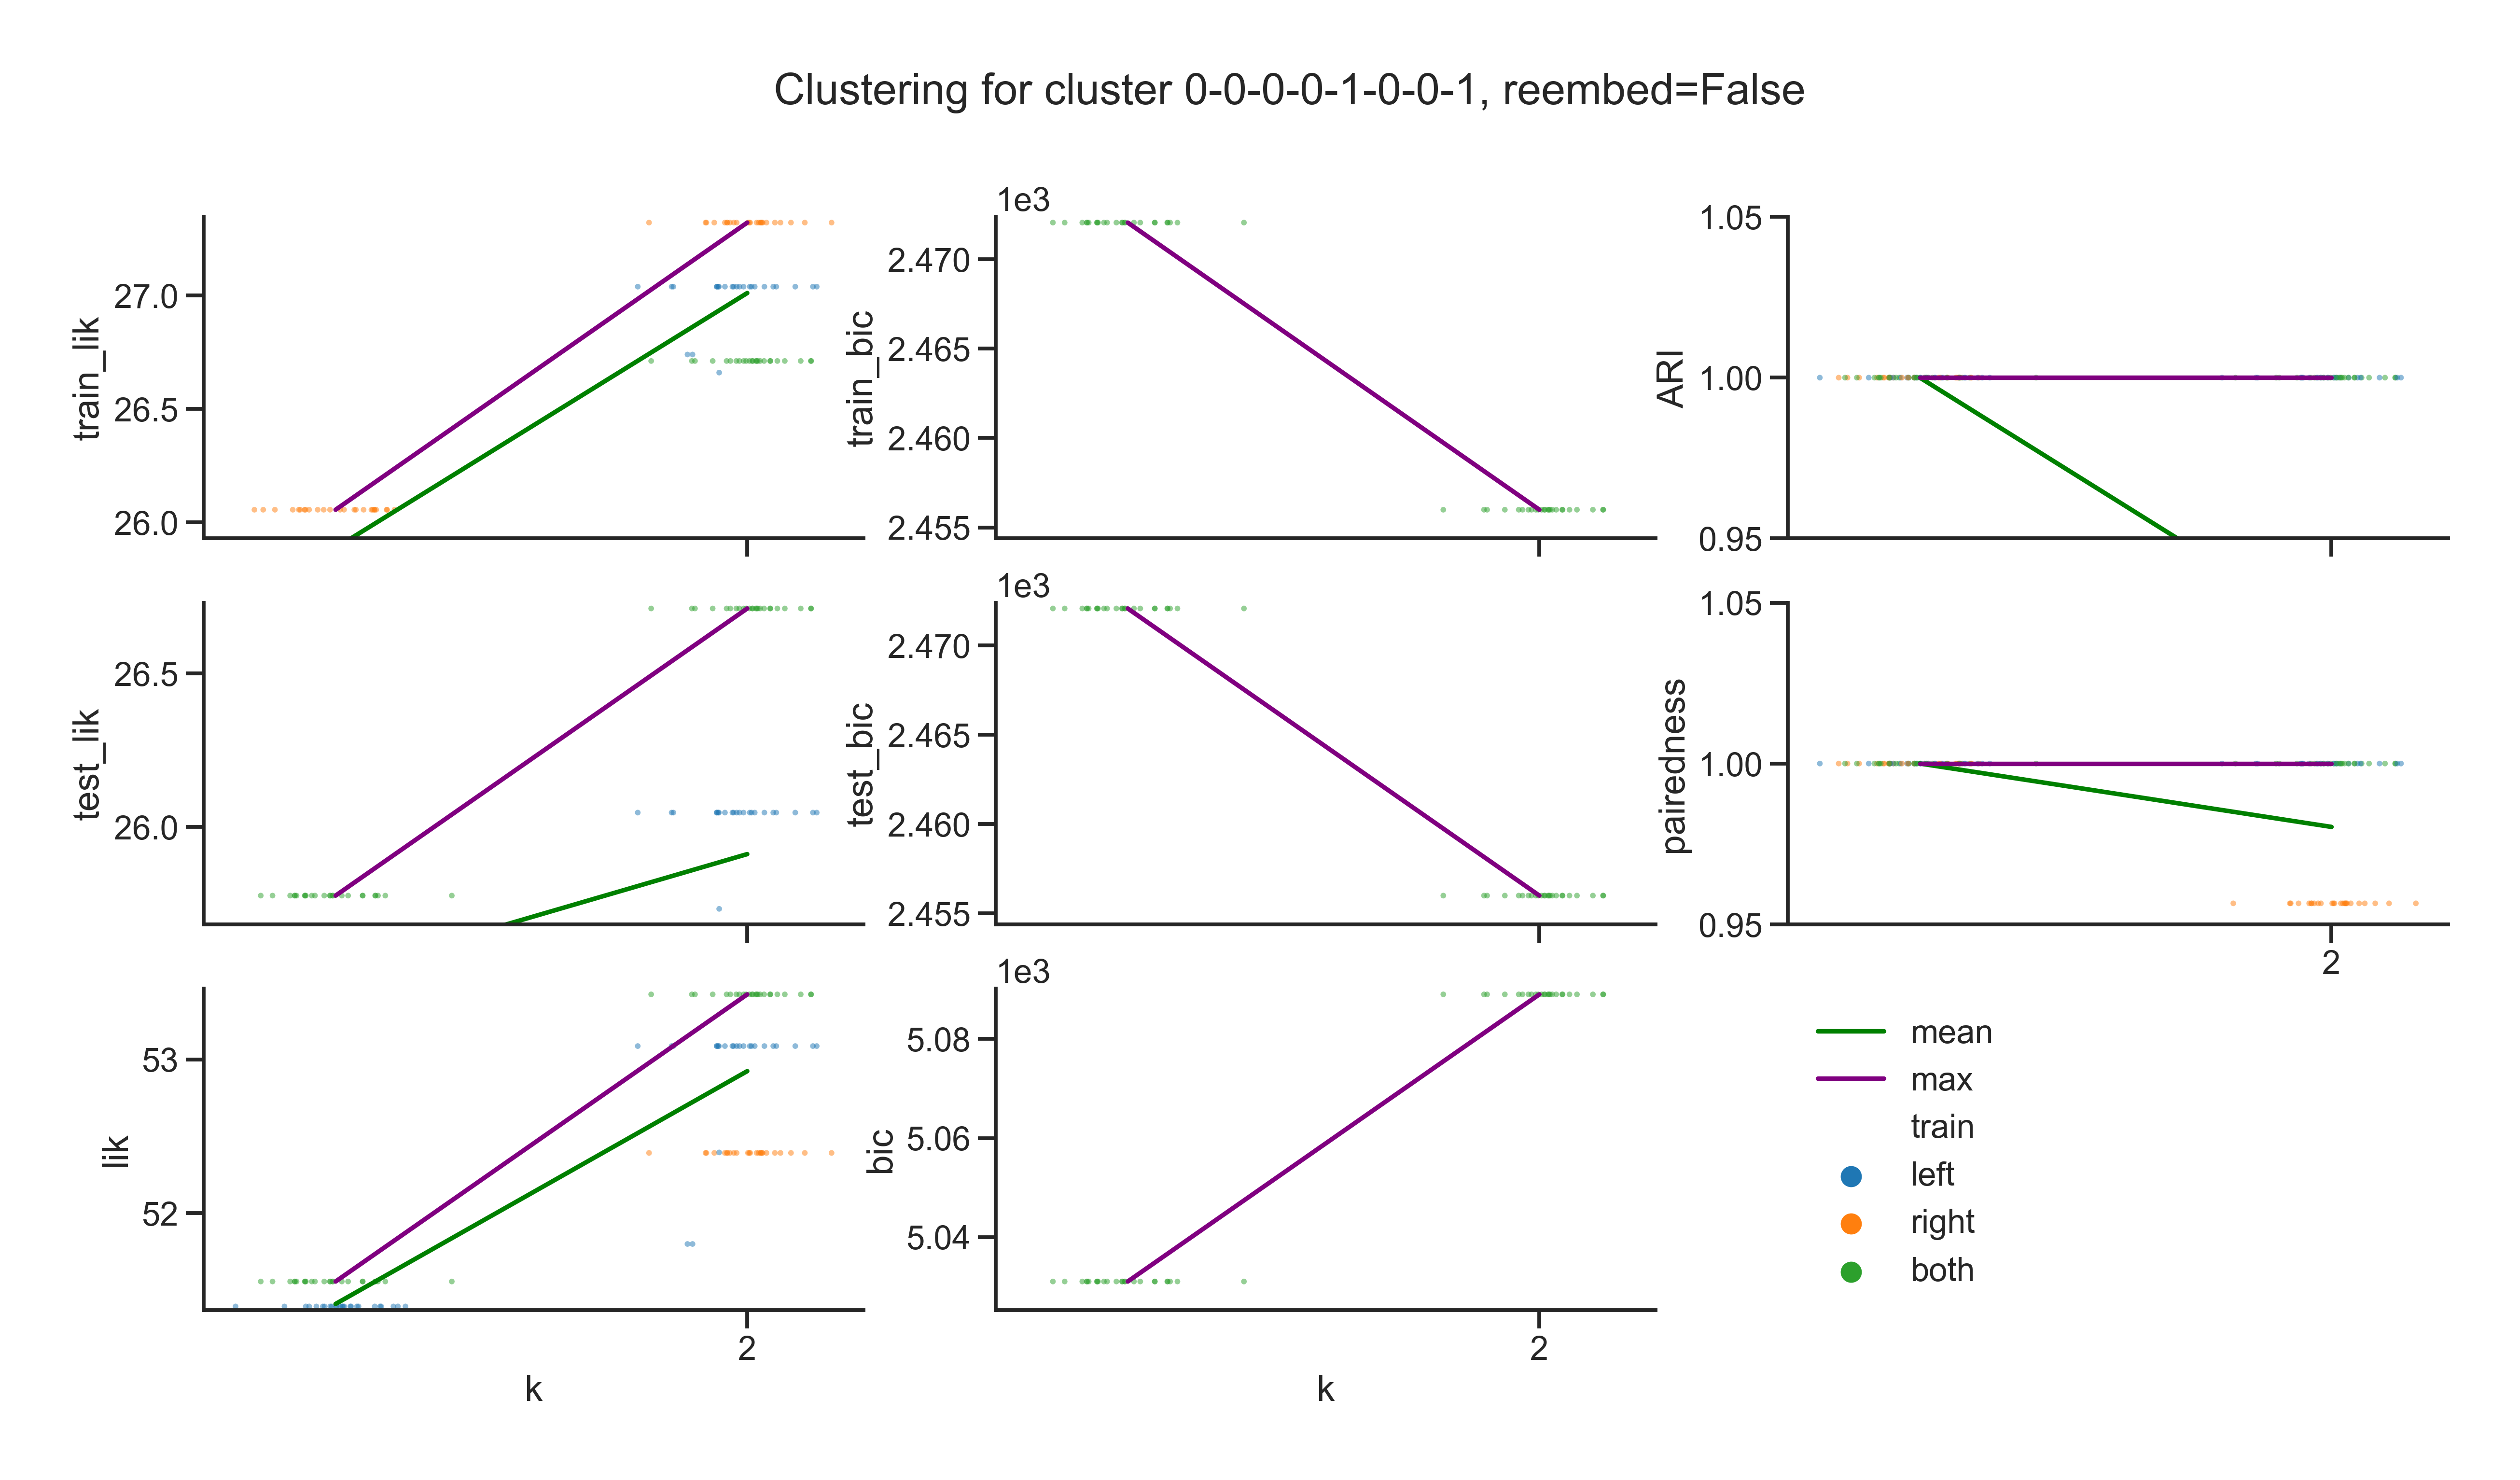 Clustering for cluster 0-0-0-0-1-0-0-1, reembed=False
train_lik
27.0
26.5
26.0
1e3
train_bic
2.470
2.465
2.460
2.455
ARI
1.05
1.00
0.95
test_lik
26.5
26.0
1e3
test_bic
2.470
2.465
2.460
2.455
pairedness
1.05
1.00
0.95
2
lik
53
52
2
k
1e3
bic
5.08
5.06
5.04
2
k
mean
max
train
left
right
both